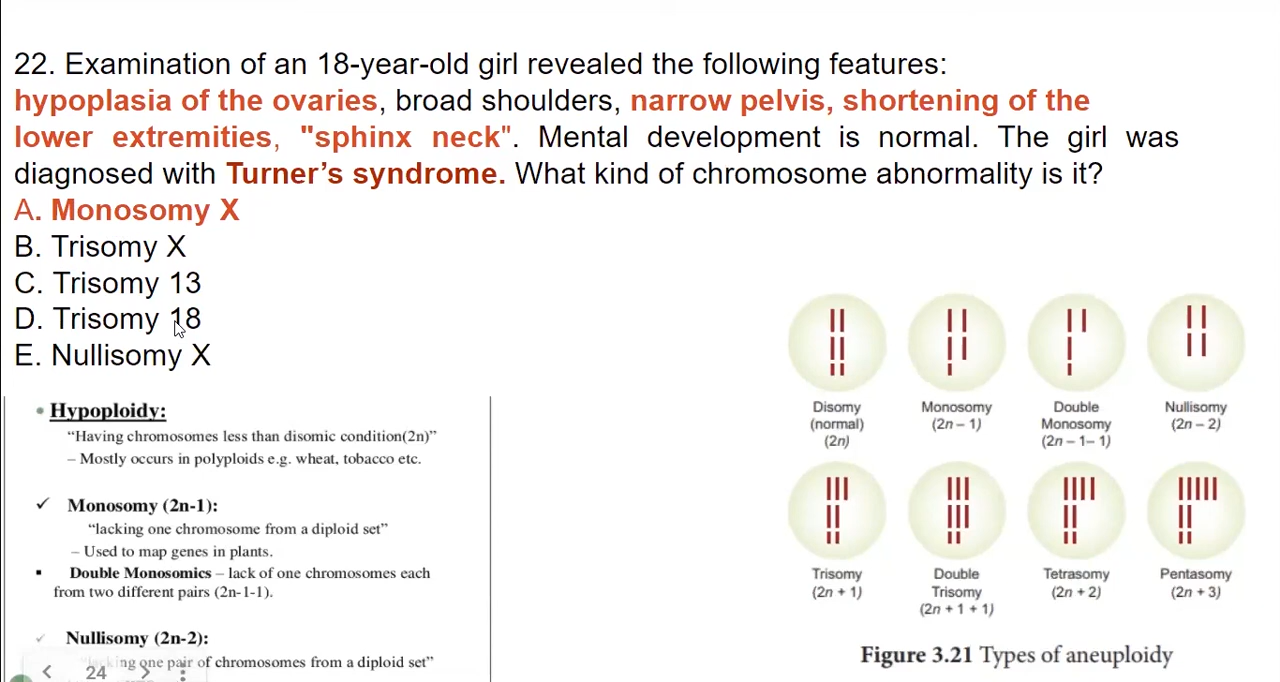 22. Examination of an 18-year-old girl revealed the following features:
hypoplasia of the ovaries, broad shoulders, narrow pelvis, shortening of the
lower extremities, "sphinx neck". Mental development is normal. The girl was
diagnosed with Turner’s syndrome. What kind of chromosome abnormality is it?
A. Monosomy X
B. Trisomy X
C. Trisomy 13
D. Trisomy 18
E. Nullisomy X
• Hypoploidy:
“Having chromosomes less than disomic condition(2n)”
– Mostly occurs in polyploids e.g. wheat, tobacco etc.
✓ Monosomy (2n-1):
“lacking one chromosome from a diploid set”
– Used to map genes in plants.
▪ Double Monosomics – lack of one chromosomes each
from two different pairs (2n-1-1).
✓ Nullisomy (2n-2):
“lacking one pair of chromosomes from a diploid set”
24
Disomy
(normal)
(2n)
Monosomy
(2n – 1)
Double
Monosomy
(2n – 1– 1)
Nullisomy
(2n – 2)
Trisomy
(2n + 1)
Double
Trisomy
(2n + 1 + 1)
Tetrasomy
(2n + 2)
Pentasomy
(2n + 3)
Figure 3.21 Types of aneuploidy